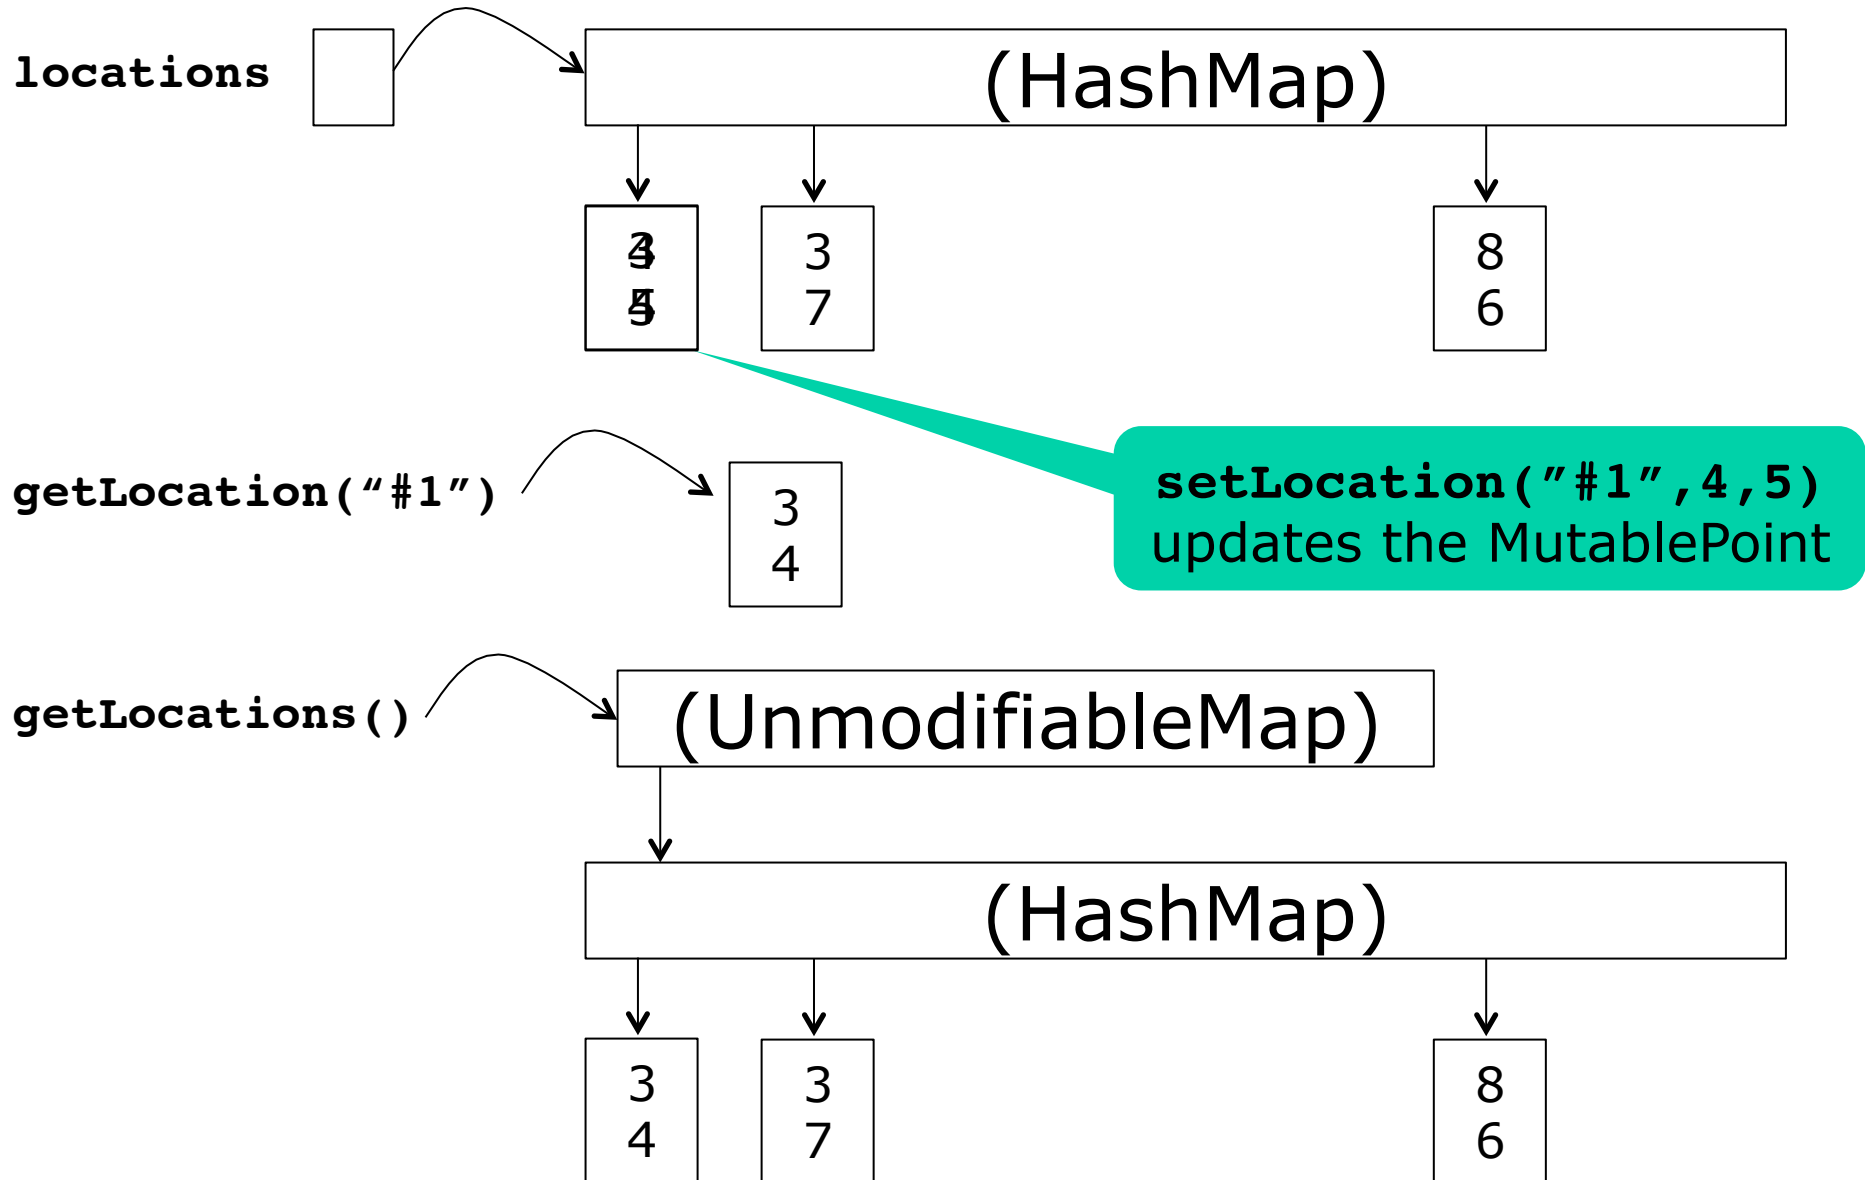 locations
(HashMap)
3
7
8
6
getLocation(“#1”)
3
4
setLocation(”#1”,4,5)
updates the MutablePoint
getLocations()
(UnmodifiableMap)
(HashMap)
3
4
3
7
8
6